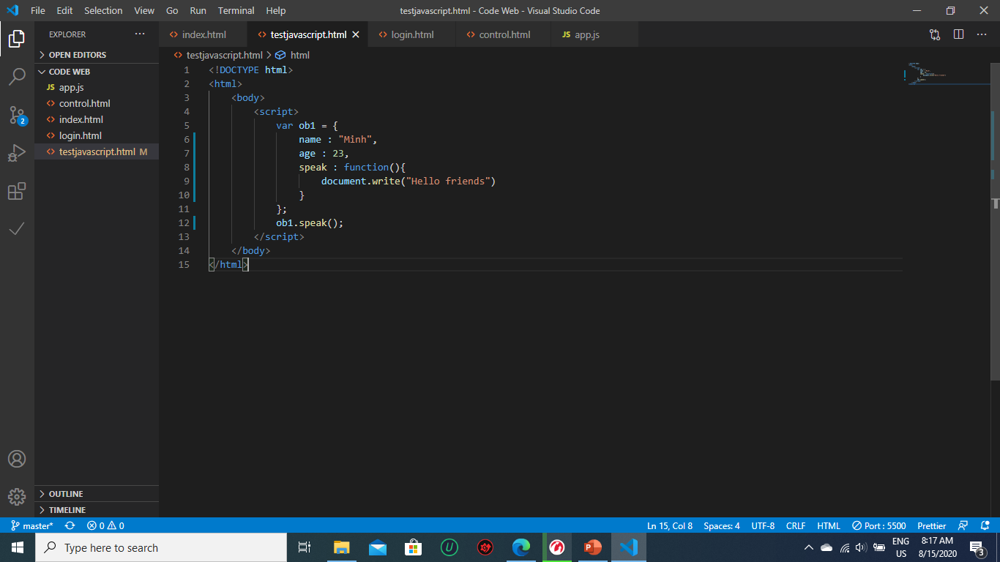 File Edit Selection View Go Run Terminal Help
testjavascript.html - Code Web - Visual Studio Code
EXPLORER
OPEN EDITORS
CODE WEB
JS app.js
control.html
index.html
login.html
testjavascript.html M
OUTLINE
TIMELINE
2
index.html
testjavascript.html
login.html
control.html
JS app.js
testjavascript.html > html
1 <!DOCTYPE html>
2 <html>
3 <body>
4 <script>
5 var ob1 = {
6 name : "Minh",
7 age : 23,
8 speak : function(){
9 document.write("Hello friends")
10 }
11 };
12 ob1.speak();
13 </script>
14 </body>
15 </html>
master* 0 0
Ln 15, Col 8 Spaces: 4 UTF-8 CRLF HTML Port : 5500 Prettier
Type here to search
U
P
ENG
US
8:17 AM
8/15/2020
3